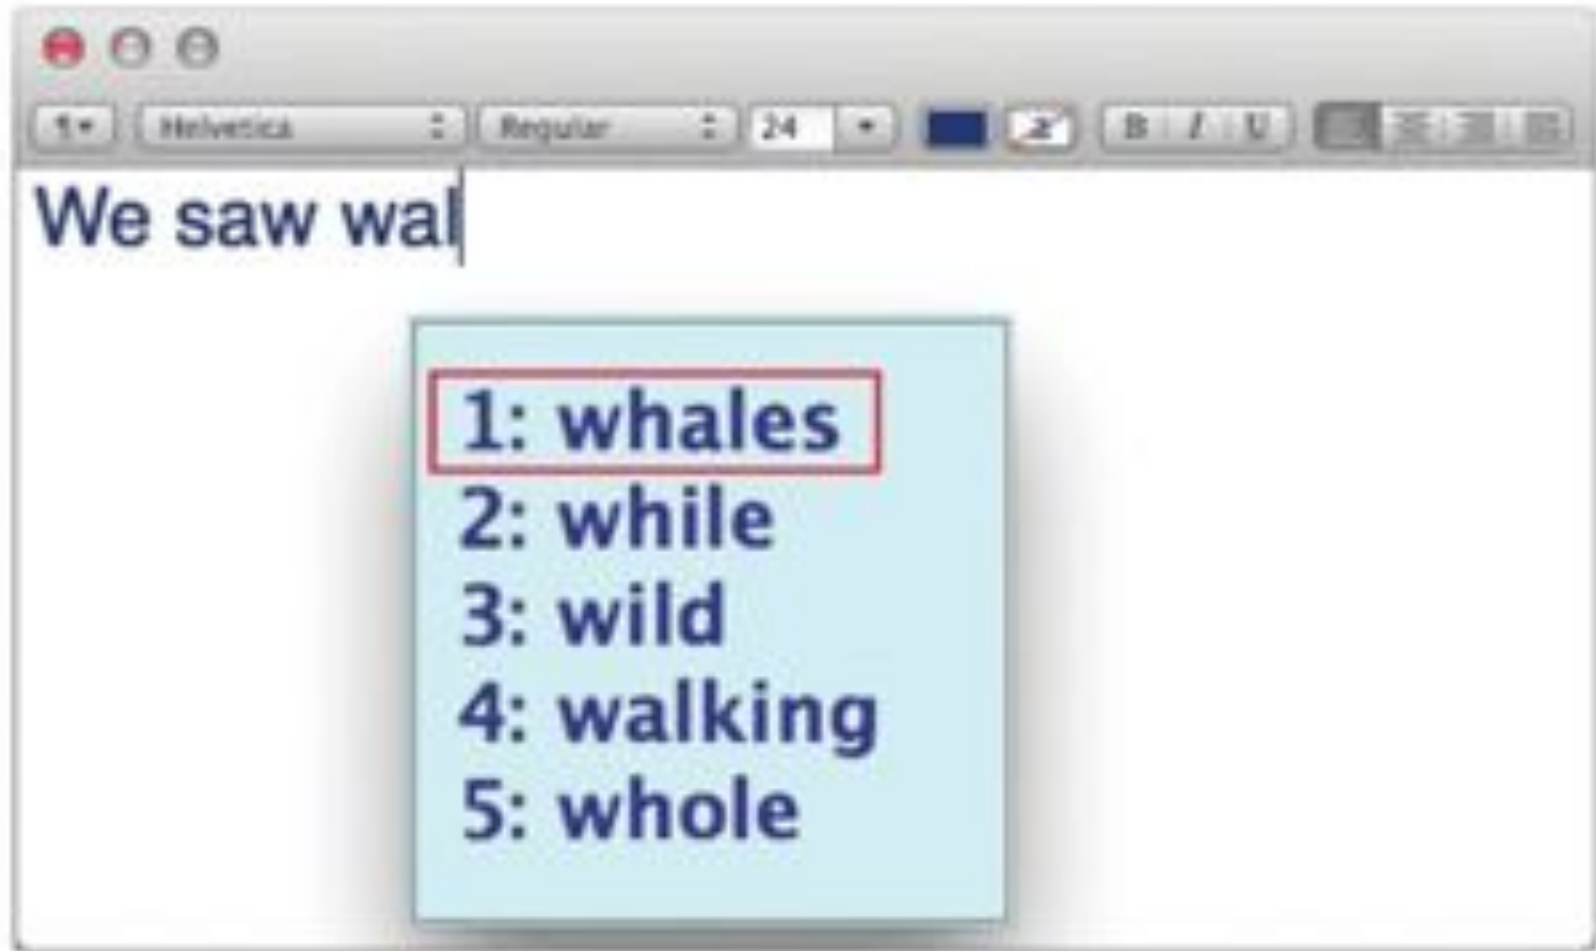 Helvetica Regular 24 B I U
We saw wal
1: whales
2: while
3: wild
4: walking
5: whole